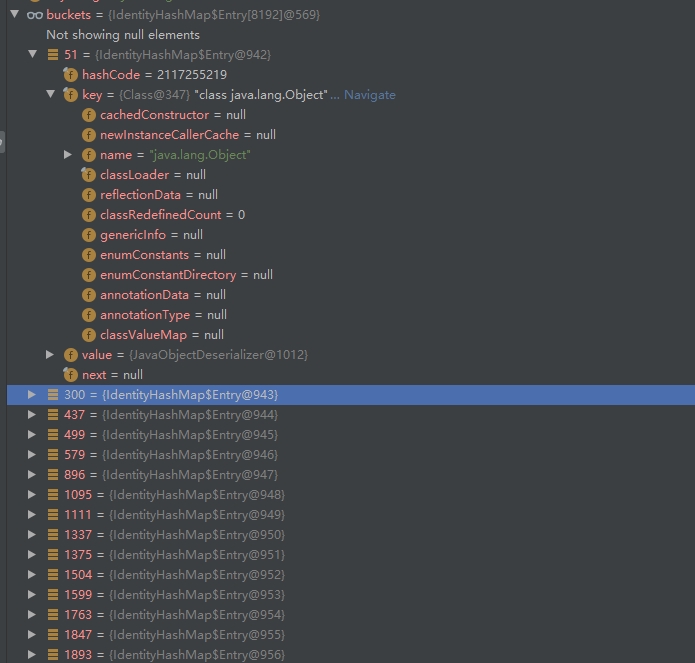 buckets = {IdentityHashMap$Entry[8192]@569}
Not showing null elements
51 = {IdentityHashMap$Entry@942}
hashCode = 2117255219
key = {Class@347} "class java.lang.Object"... Navigate
cachedConstructor = null
newInstanceCallerCache = null
name = "java.lang.Object"
classLoader = null
reflectionData = null
classRedefinedCount = 0
genericInfo = null
enumConstants = null
enumConstantDirectory = null
annotationData = null
annotationType = null
classValueMap = null
value = {JavaObjectDeserializer@1012}
next = null
300 = {IdentityHashMap$Entry@943}
437 = {IdentityHashMap$Entry@944}
499 = {IdentityHashMap$Entry@945}
579 = {IdentityHashMap$Entry@946}
896 = {IdentityHashMap$Entry@947}
1095 = {IdentityHashMap$Entry@948}
1111 = {IdentityHashMap$Entry@949}
1337 = {IdentityHashMap$Entry@950}
1375 = {IdentityHashMap$Entry@951}
1504 = {IdentityHashMap$Entry@952}
1599 = {IdentityHashMap$Entry@953}
1763 = {IdentityHashMap$Entry@954}
1847 = {IdentityHashMap$Entry@955}
1893 = {IdentityHashMap$Entry@956}